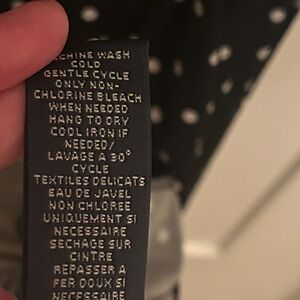 MACHINE WASH
COLD
GENTLE CYCLE
ONLY NON-
CHLORINE BLEACH
WHEN NEEDED
HANG TO DRY
COOL IRON IF
NEEDED/
LAVAGE A 30°
CYCLE
TEXTILES DELICATS
EAU DE JAVEL
NON CHLOREE
UNIQUEMENT SI
NECESSAIRE
SECHAGE SUR
CINTRE
REPASSER A
FER DOUX SI
NECESSAIRE